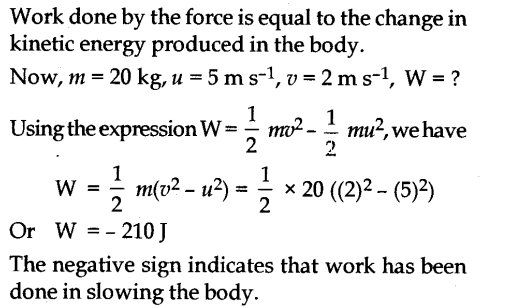 Work done by the force is equal to the change in
kinetic energy produced in the body.
Now, m = 20 kg, u = 5 m s⁻¹, v = 2 m s⁻¹, W = ?
Using the expression W = 1/2 mv² – 1/2 mu², we have
W = 1/2 m(v² – u²) = 1/2 × 20 ((2)² – (5)²)
Or W = – 210 J
The negative sign indicates that work has been
done in slowing the body.